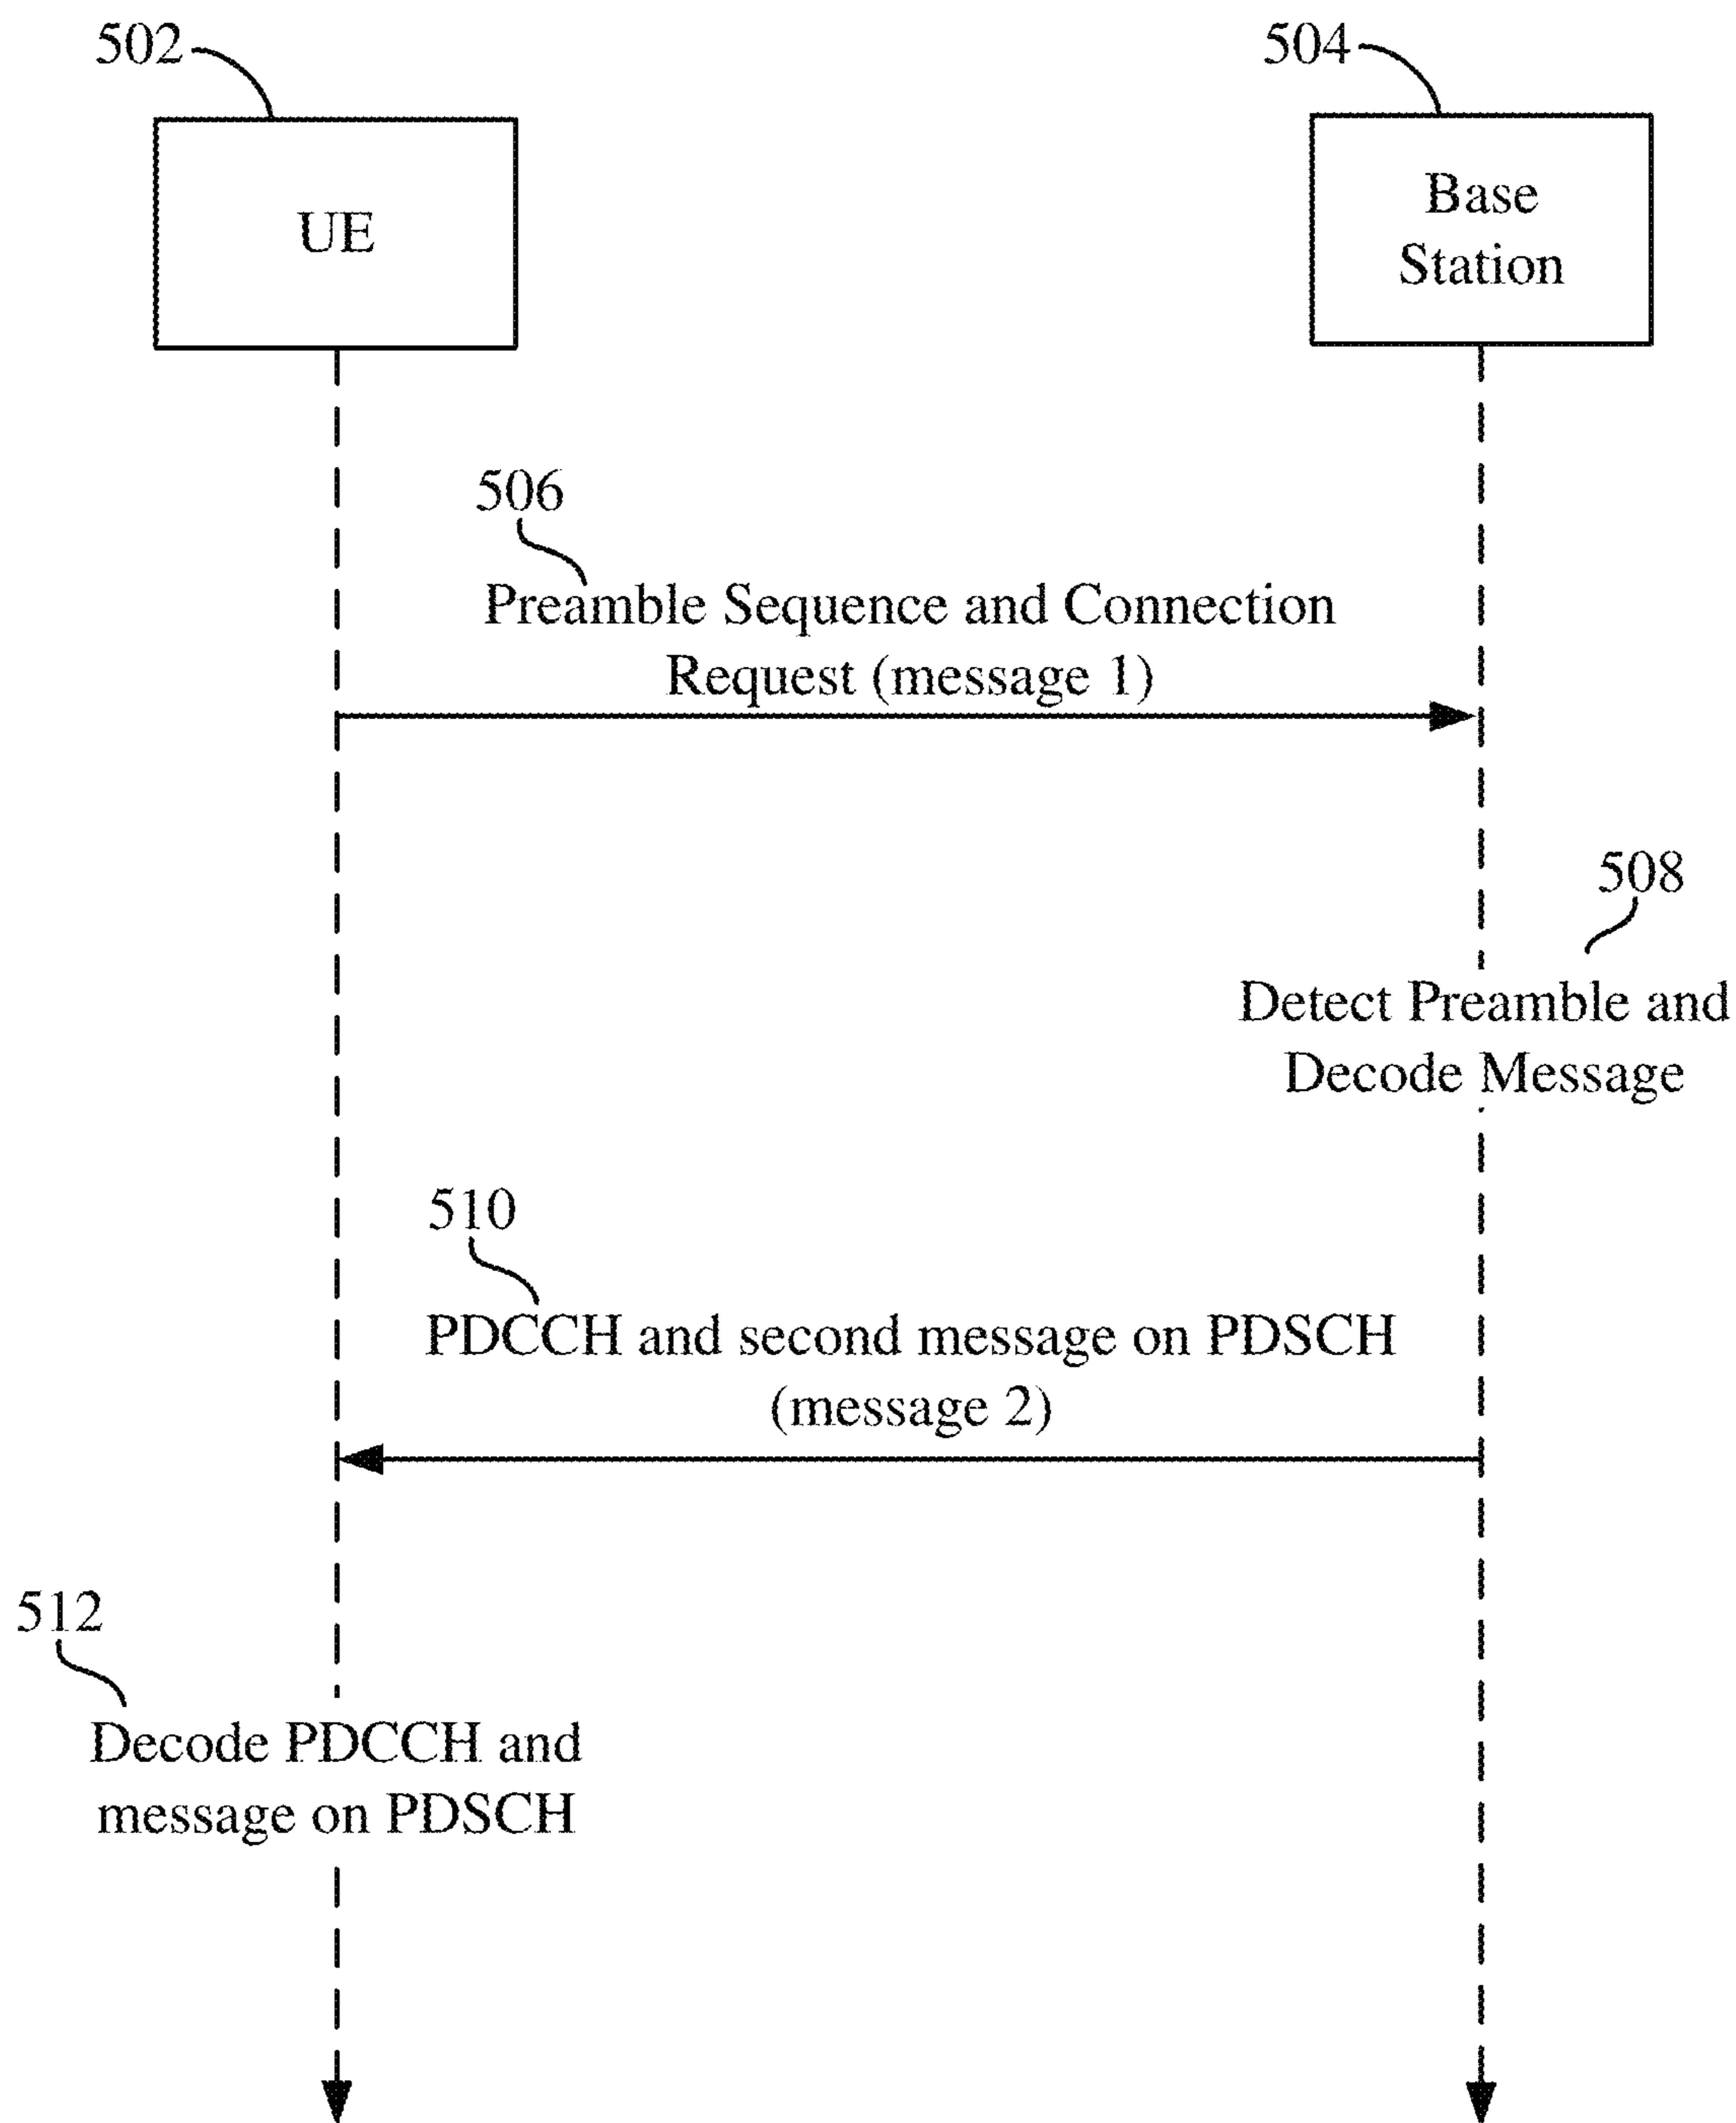 502
504
UE
Base
Station
506
Preamble Sequence and Connection
Request (message 1)
508
Detect Preamble and
Decode Message
510
PDCCH and second message on PDSCH
(message 2)
512
Decode PDCCH and
message on PDSCH